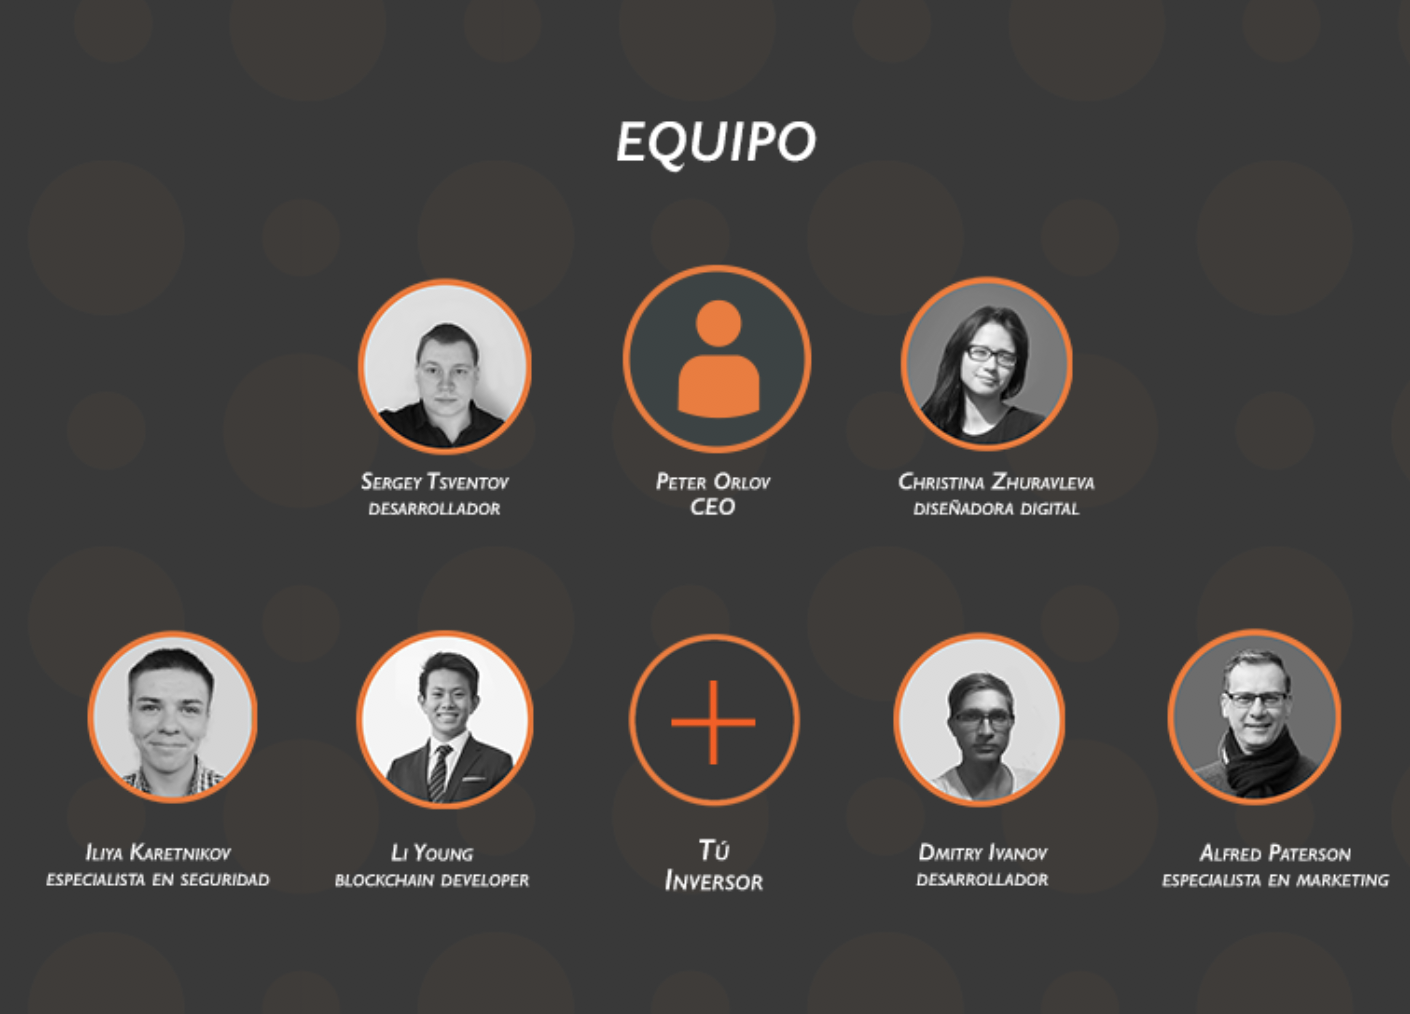 EQUIPO
SERGEY TSVENTOV
DESARROLLADOR
PETER ORLOV
CEO
CHRISTINA ZHURAVLEVA
DISEÑADORA DIGITAL
ILIYA KARETNIKOV
ESPECIALISTA EN SEGURIDAD
LI YOUNG
BLOCKCHAIN DEVELOPER
TÚ
INVERSOR
DMITRY IVANOV
DESARROLLADOR
ALFRED PATERSON
ESPECIALISTA EN MARKETING